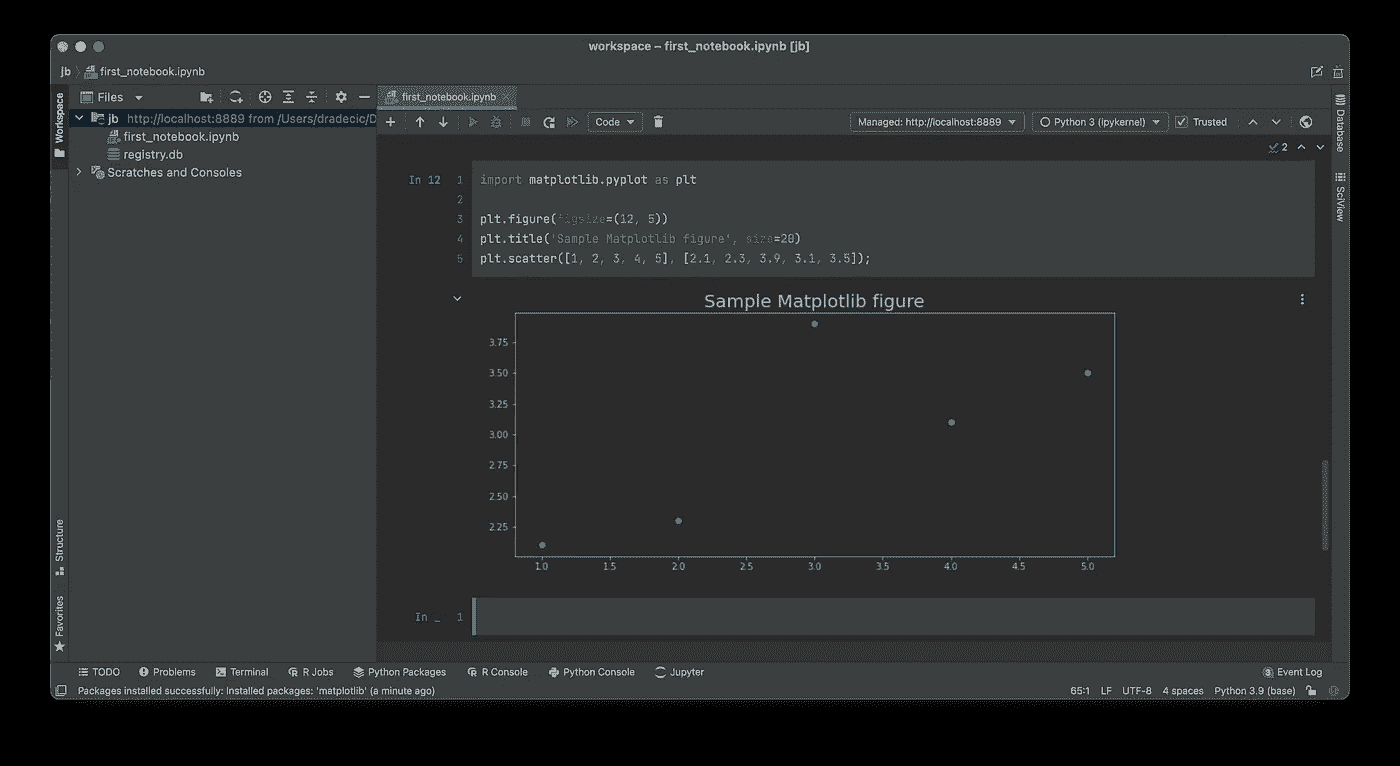 workspace – first_notebook.ipynb [jb]
jb first_notebook.ipynb
Workspace
Files
jb http://localhost:8889 from /Users/dradecic/D
first_notebook.ipynb
registry.db
Scratches and Consoles
Structure
Favorites
first_notebook.ipynb
Code
Managed: http://localhost:8889
Python 3 (ipykernel)
Trusted
2
In 12
1 import matplotlib.pyplot as plt
2
3 plt.figure(figsize=(12, 5))
4 plt.title('Sample Matplotlib figure', size=20)
5 plt.scatter([1, 2, 3, 4, 5], [2.1, 2.3, 3.9, 3.1, 3.5]);
Sample Matplotlib figure
3.75
3.50
3.25
3.00
2.75
2.50
2.25
1.0 1.5 2.0 2.5 3.0 3.5 4.0 4.5 5.0
In _ 1
Database
SciView
TODO Problems Terminal R Jobs Python Packages R Console Python Console Jupyter
3 Event Log
Packages installed successfully: Installed packages: 'matplotlib' (a minute ago)
65:1 LF UTF-8 4 spaces Python 3.9 (base)